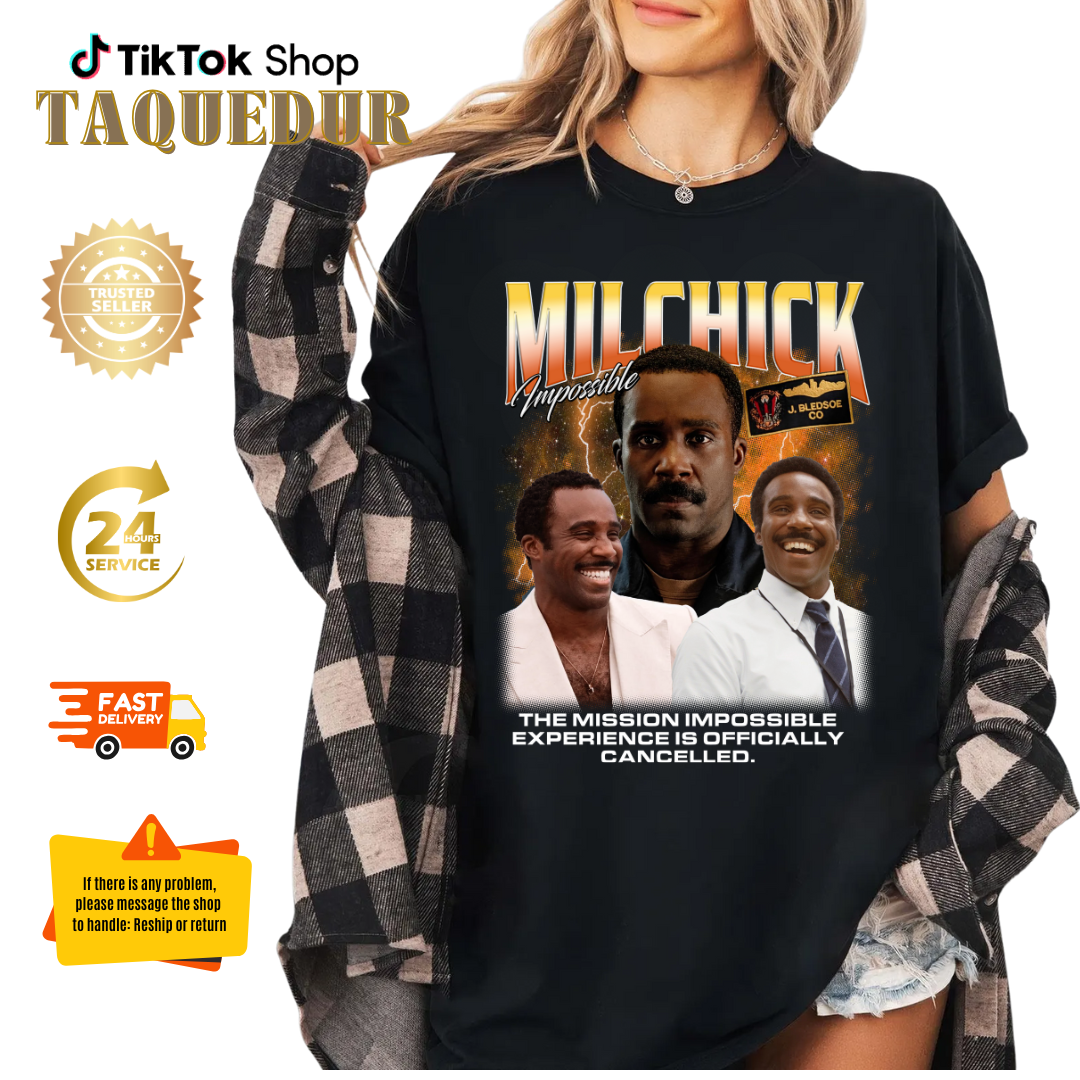 TikTok Shop
TAQUEDUR
TRUSTED
SELLER
24
HOURS
SERVICE
FAST
DELIVERY
If there is any problem,
please message the shop
to handle: Reship or return
MILCHICK
Impossible
J. BLEDSOE
CO
THE MISSION IMPOSSIBLE
EXPERIENCE IS OFFICIALLY
CANCELLED.